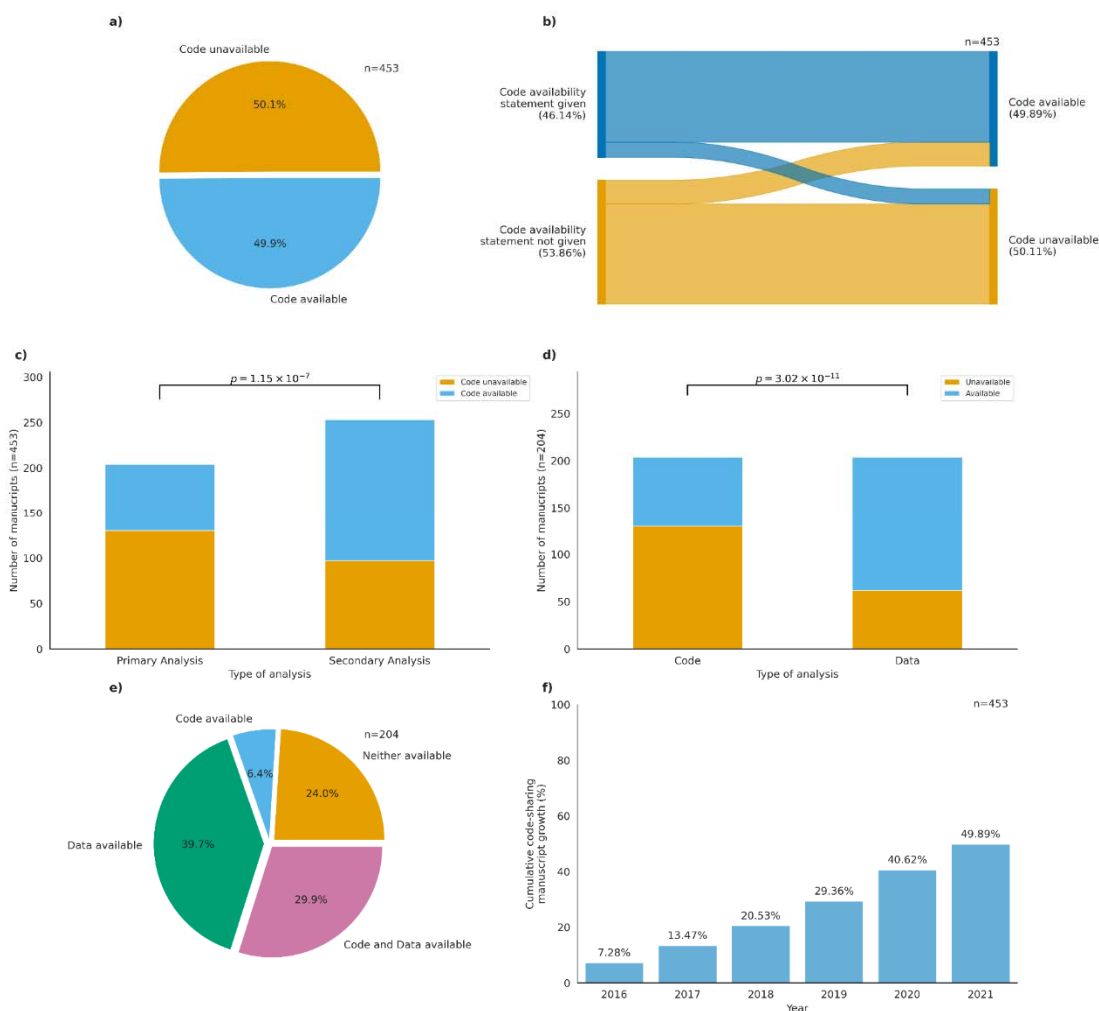 a)
Code unavailable
n=453
50.1%
49.9%
Code available
b)
n=453
Code availability
statement given
(46.14%)
Code available
(49.89%)
Code availability
statement not given
(53.86%)
Code unavailable
(50.11%)
c)
p = 1.15 × 10⁻⁷
Code unavailable
Code available
Number of manucripts (n=453)
300
250
200
150
100
50
0
Primary Analysis
Secondary Analysis
Type of analysis
d)
p = 3.02 × 10⁻¹¹
Unavailable
Available
Number of manucripts (n=204)
250
200
150
100
50
0
Code
Data
Type of analysis
e)
Code available
n=204
Neither available
6.4%
24.0%
Data available
39.7%
29.9%
Code and Data available
f)
n=453
Cumulative code-sharing
manuscript growth (%)
100
80
60
40
20
0
7.28%
13.47%
20.53%
29.36%
40.62%
49.89%
2016
2017
2018
2019
2020
2021
Year